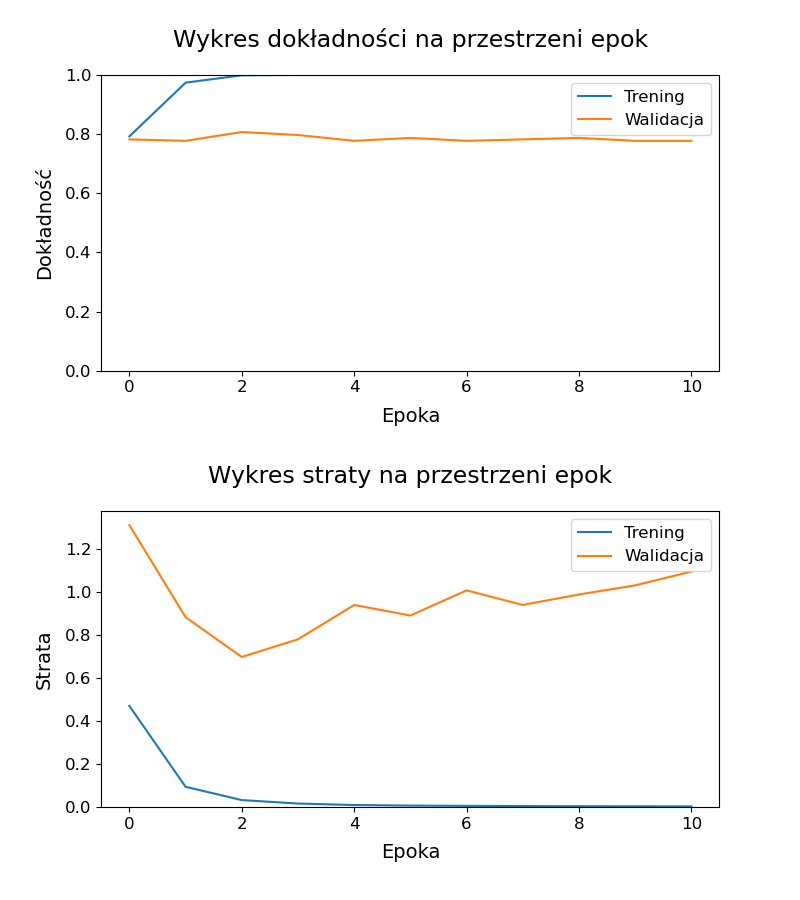 Wykres dokładności na przestrzeni epok
1.0
0.8
0.6
0.4
0.2
0.0
Dokładność
Trening
Walidacja
0 2 4 6 8 10
Epoka
Wykres straty na przestrzeni epok
1.2
1.0
0.8
0.6
0.4
0.2
0.0
Strata
Trening
Walidacja
0 2 4 6 8 10
Epoka